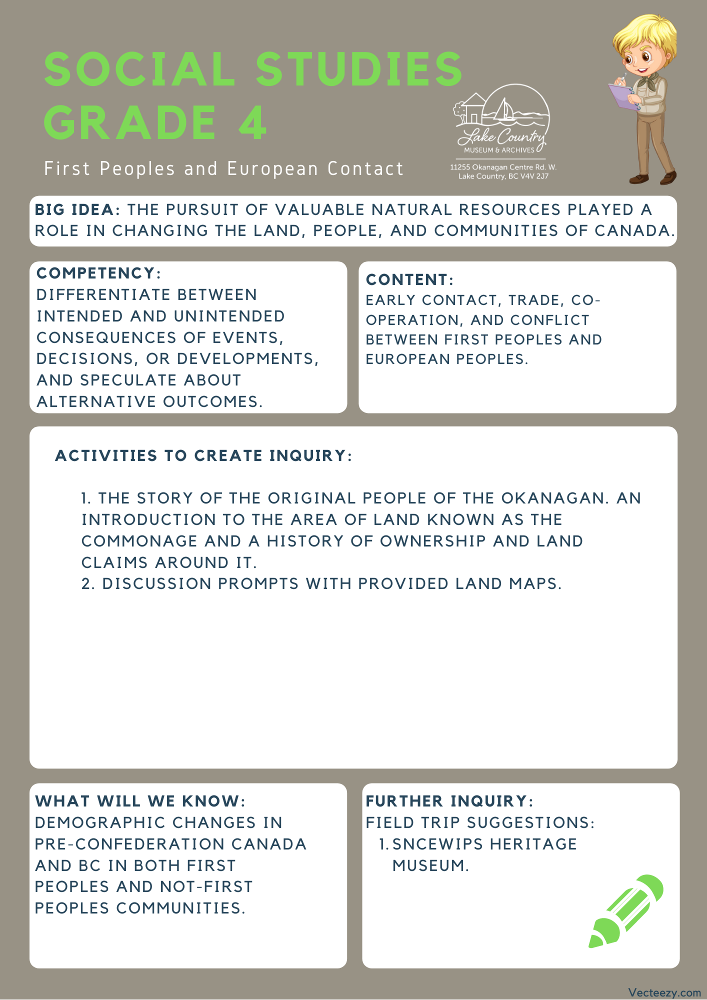 SOCIAL STUDIES
GRADE 4
First Peoples and European Contact
Lake Country
MUSEUM & ARCHIVES
11255 Okanagan Centre Rd. W.
Lake Country, BC V4V 2J7
BIG IDEA: THE PURSUIT OF VALUABLE NATURAL RESOURCES PLAYED A
ROLE IN CHANGING THE LAND, PEOPLE, AND COMMUNITIES OF CANADA.
COMPETENCY:
DIFFERENTIATE BETWEEN
INTENDED AND UNINTENDED
CONSEQUENCES OF EVENTS,
DECISIONS, OR DEVELOPMENTS,
AND SPECULATE ABOUT
ALTERNATIVE OUTCOMES.
CONTENT:
EARLY CONTACT, TRADE, CO-
OPERATION, AND CONFLICT
BETWEEN FIRST PEOPLES AND
EUROPEAN PEOPLES.
ACTIVITIES TO CREATE INQUIRY:
1. THE STORY OF THE ORIGINAL PEOPLE OF THE OKANAGAN. AN
INTRODUCTION TO THE AREA OF LAND KNOWN AS THE
COMMONAGE AND A HISTORY OF OWNERSHIP AND LAND
CLAIMS AROUND IT.
2. DISCUSSION PROMPTS WITH PROVIDED LAND MAPS.
WHAT WILL WE KNOW:
DEMOGRAPHIC CHANGES IN
PRE-CONFEDERATION CANADA
AND BC IN BOTH FIRST
PEOPLES AND NOT-FIRST
PEOPLES COMMUNITIES.
FURTHER INQUIRY:
FIELD TRIP SUGGESTIONS:
1. SNCEWIPS HERITAGE
MUSEUM.
Vecteezy.com